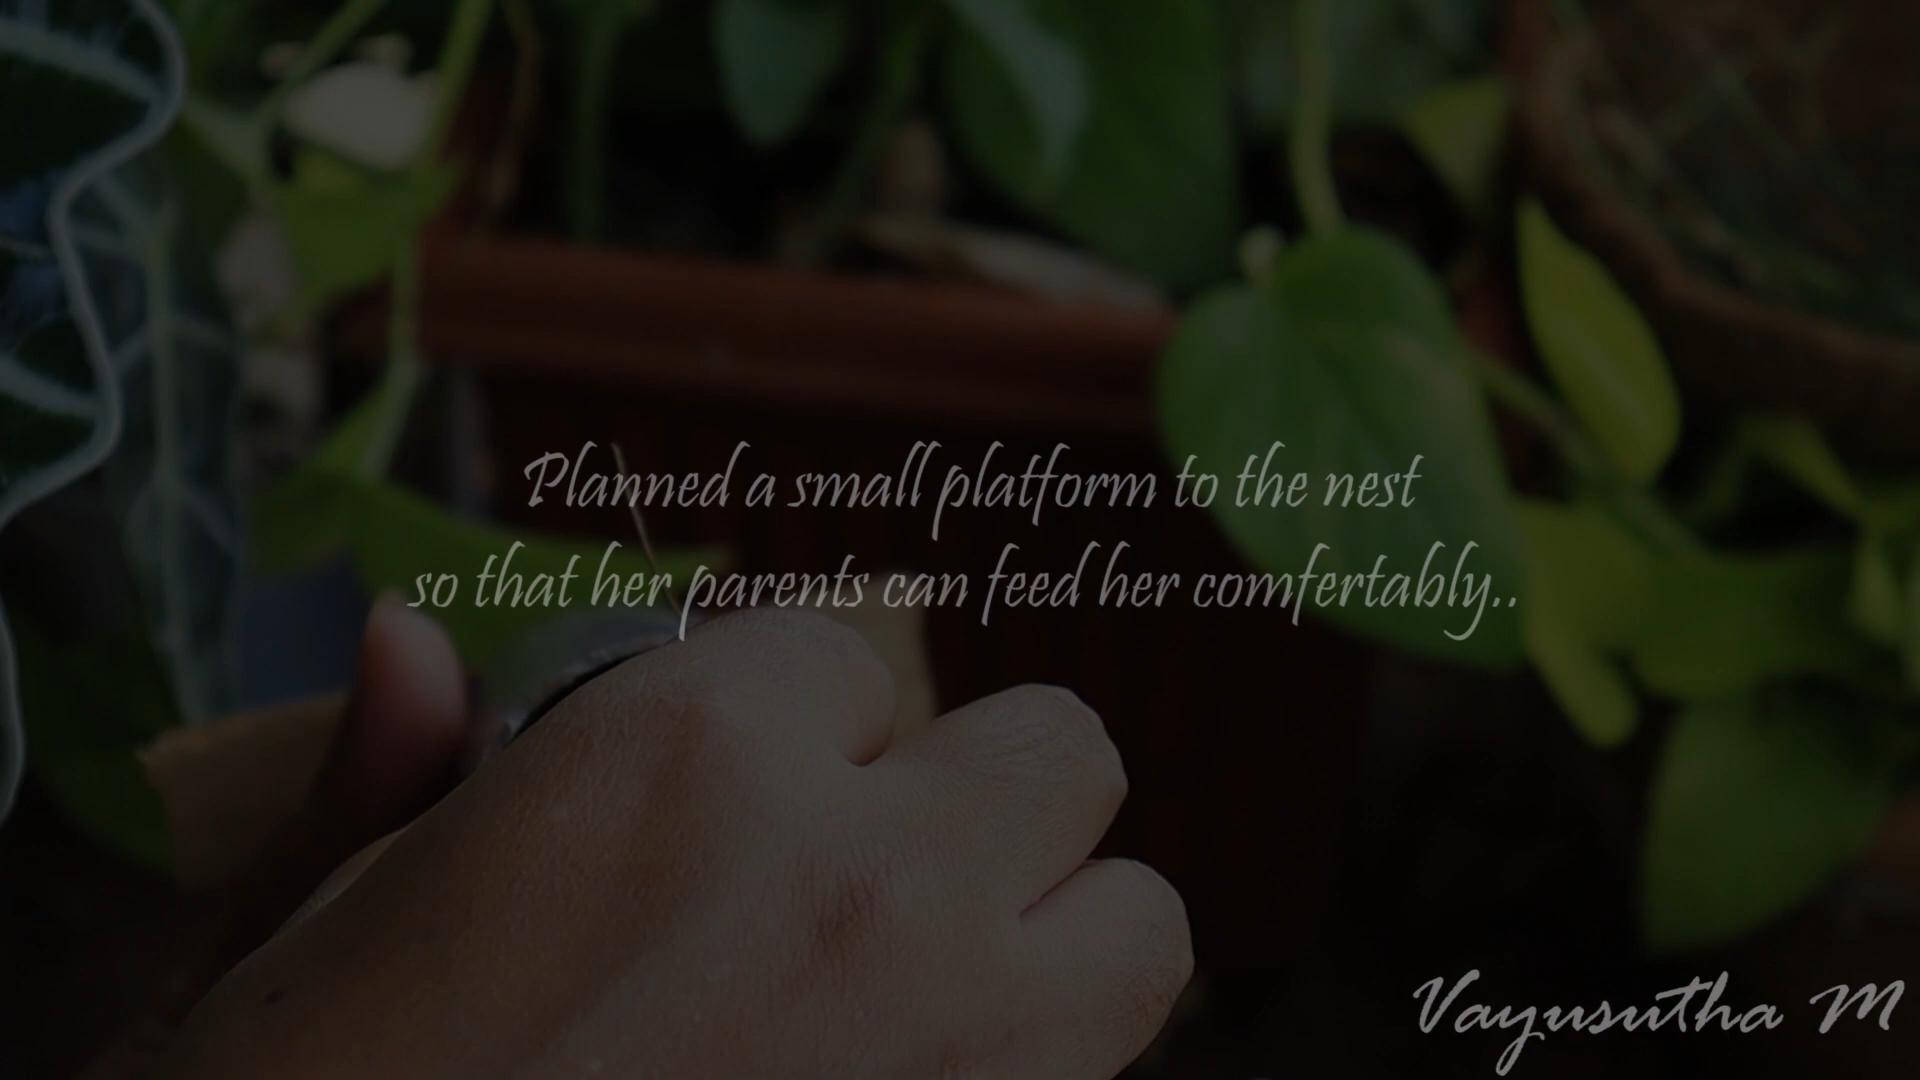 Planned a small platform to the nest
so that her parents can feed her comfertably..
Vayusutha M